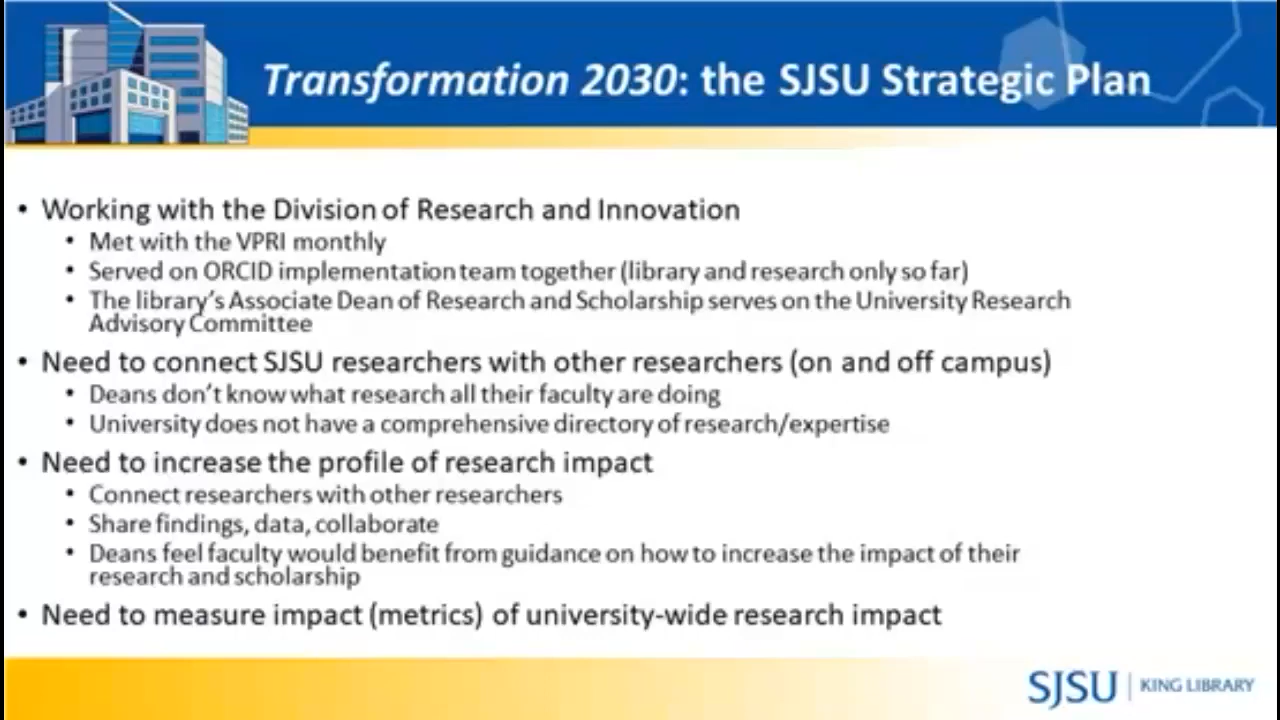 Transformation 2030: the SJSU Strategic Plan
• Working with the Division of Research and Innovation
• Met with the VPRI monthly
• Served on ORCID implementation team together (library and research only so far)
• The library's Associate Dean of Research and Scholarship serves on the University Research
Advisory Committee
• Need to connect SJSU researchers with other researchers (on and off campus)
• Deans don't know what research all their faculty are doing
• University does not have a comprehensive directory of research/expertise
• Need to increase the profile of research impact
• Connect researchers with other researchers
• Share findings, data, collaborate
• Deans feel faculty would benefit from guidance on how to increase the impact of their
research and scholarship
• Need to measure impact (metrics) of university-wide research impact
SJSU | KING LIBRARY